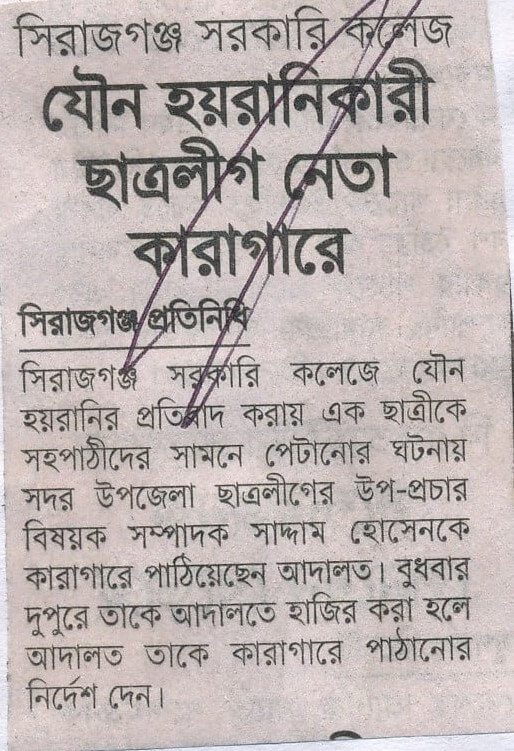 সিরাজগঞ্জ সরকারি কলেজ
যৌন হয়রানিকারী
ছাত্রলীগ নেতা
কারাগারে
সিরাজগঞ্জ প্রতিনিধি
সিরাজগঞ্জ সরকারি কলেজে যৌন
হয়রানির প্রতিবাদ করায় এক ছাত্রীকে
সহপাঠীদের সামনে পেটানোর ঘটনায়
সদর উপজেলা ছাত্রলীগের উপ-প্রচার
বিষয়ক সম্পাদক সাদ্দাম হোসেনকে
কারাগারে পাঠিয়েছেন আদালত। বুধবার
দুপুরে তাকে আদালতে হাজির করা হলে
আদালত তাকে কারাগারে পাঠানোর
নির্দেশ দেন।